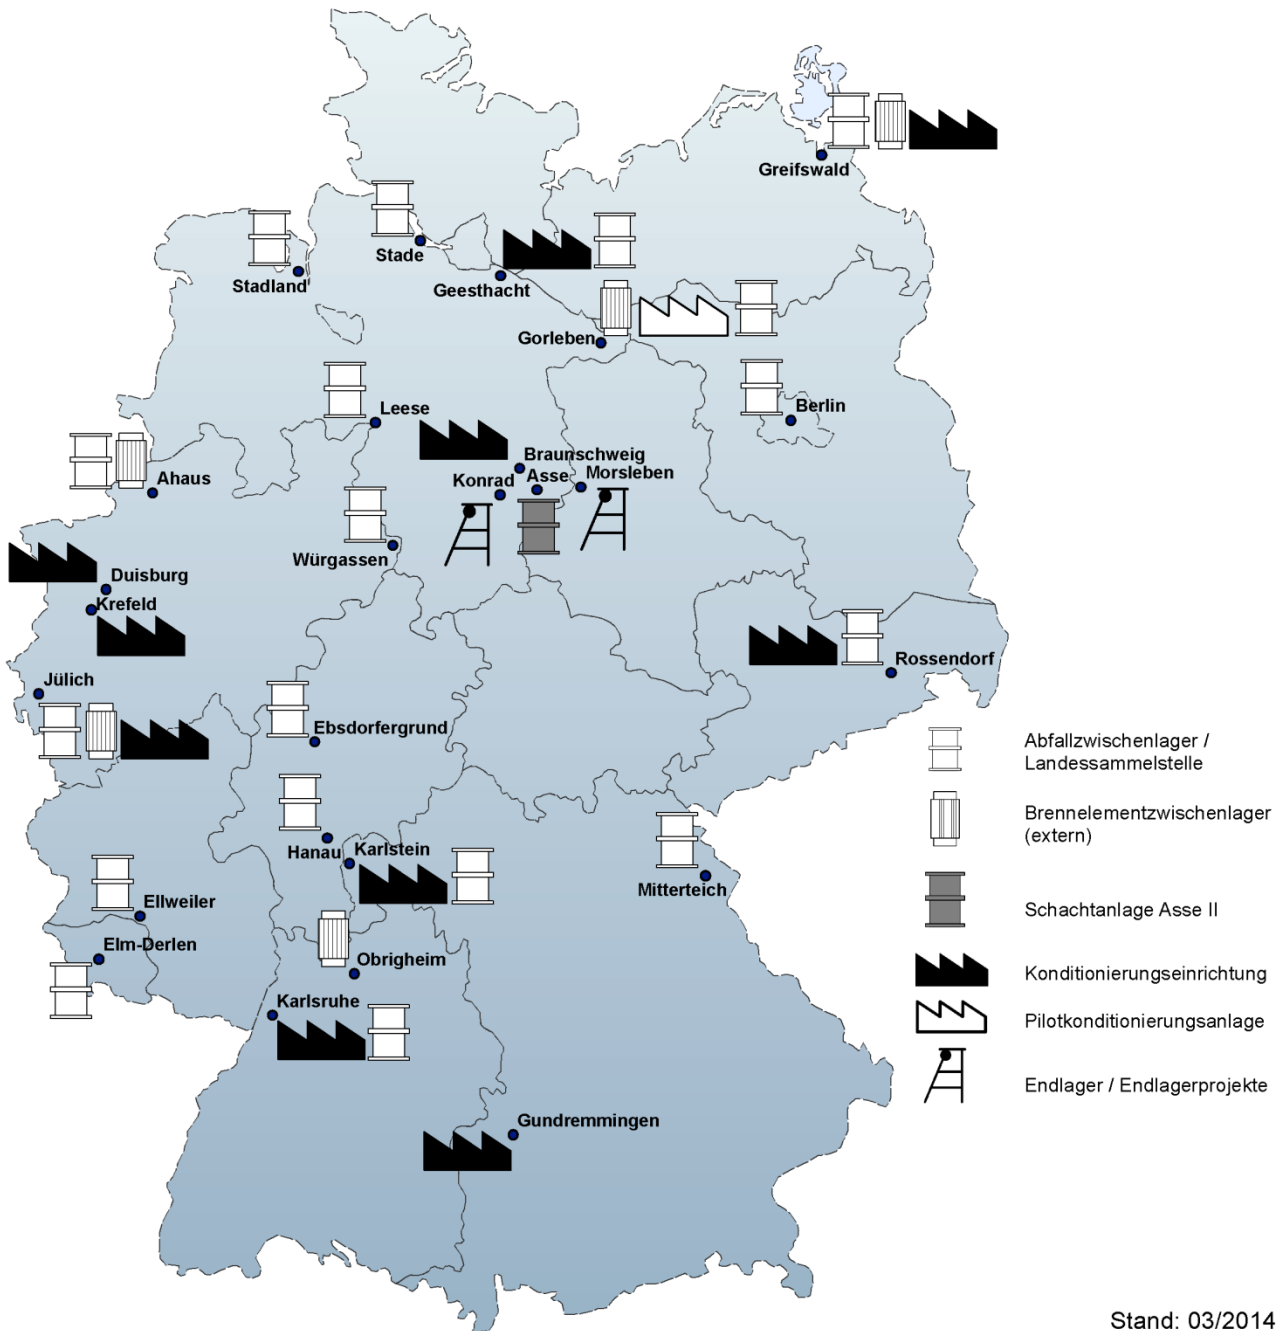 Greifswald
Stade
Stadland
Geesthacht
Gorleben
Leese
Berlin
Braunschweig
Ahaus
Konrad
Asse
Morsleben
Würgassen
Duisburg
Krefeld
Rossendorf
Jülich
Ebsdorfergrund
Hanau
Karlstein
Mitterteich
Ellweiler
Elm-Derlen
Obrigheim
Karlsruhe
Gundremmingen
Abfallzwischenlager /
Landessammelstelle
Brennelementzwischenlager
(extern)
Schachtanlage Asse II
Konditionierungseinrichtung
Pilotkonditionierungsanlage
Endlager / Endlagerprojekte
Stand: 03/2014